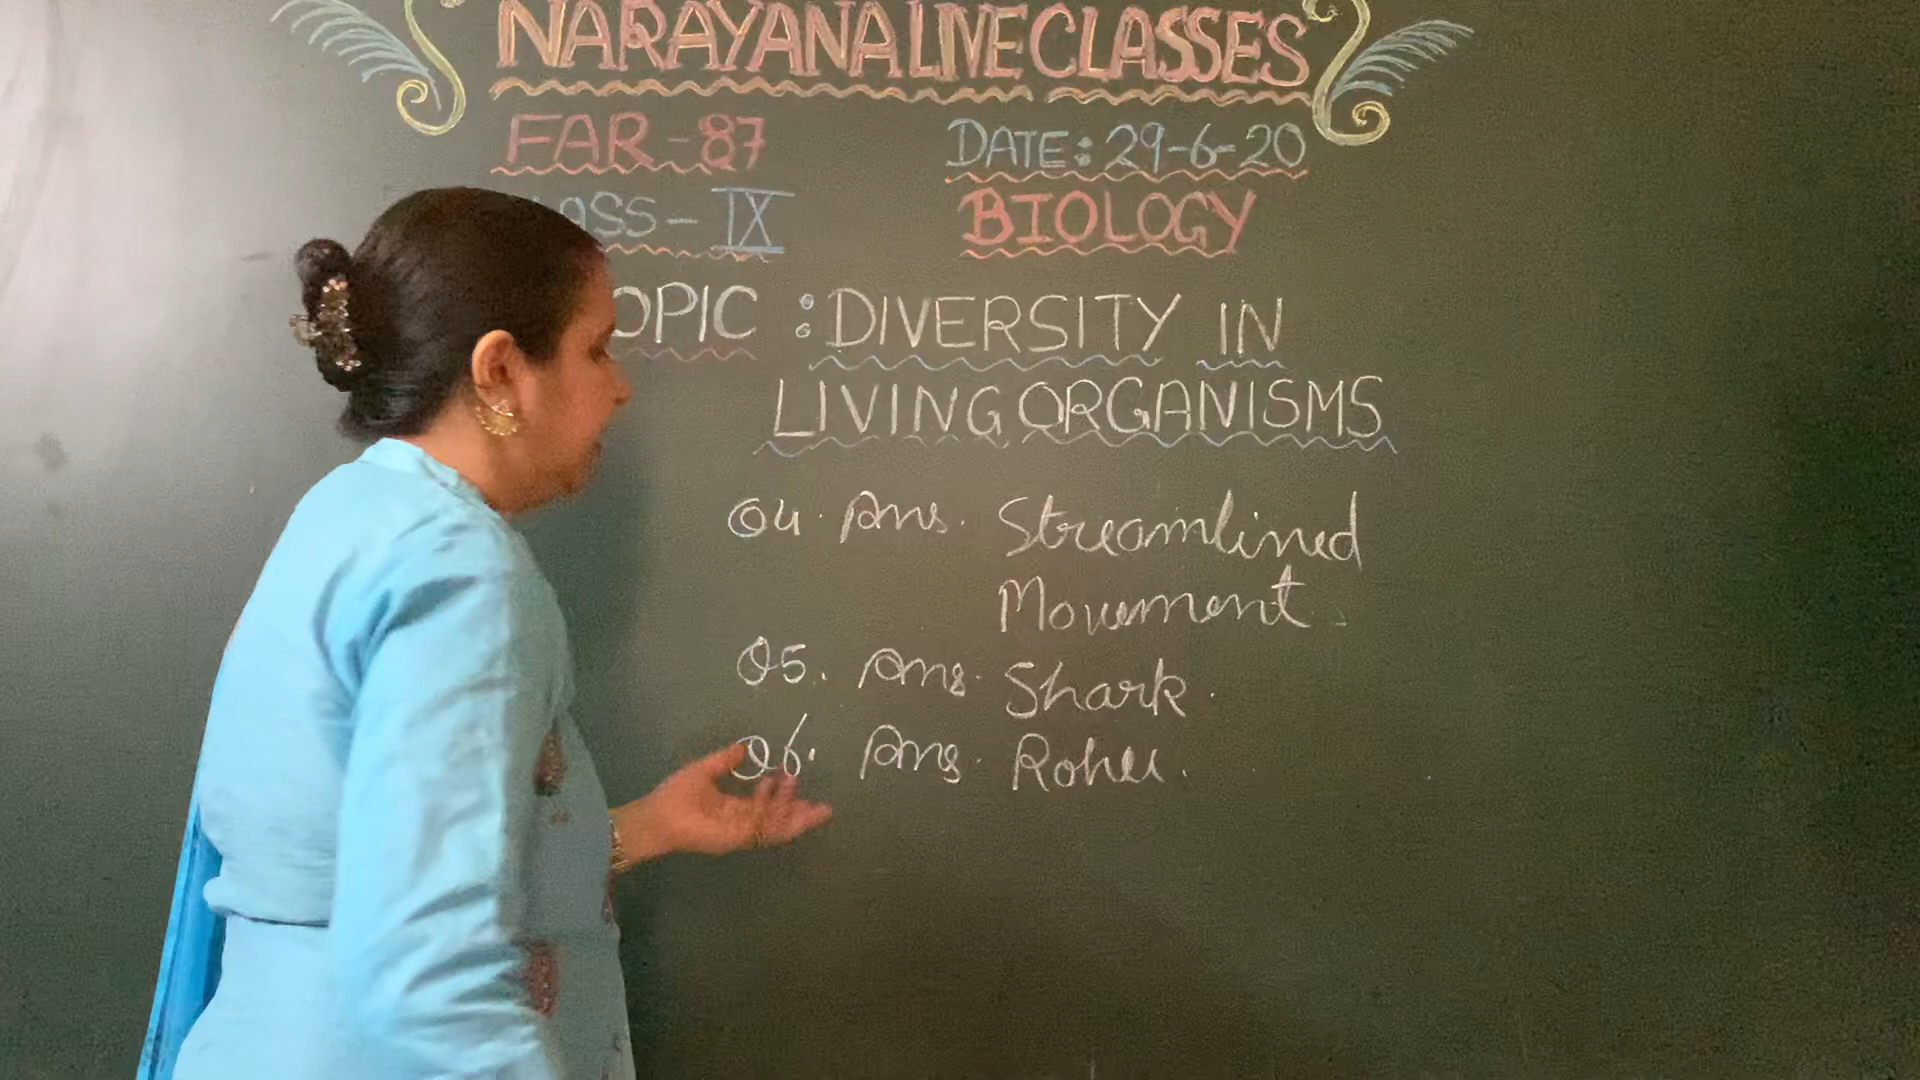 NARAYANA LIVE CLASSES
FAR-87 DATE: 29-6-20
ASS-IX BIOLOGY
OPIC : DIVERSITY IN
LIVING ORGANISMS
Q4. Ans. Streamlined
Movement.
Q5. Ans. Shark.
Q6. Ans. Rohu.